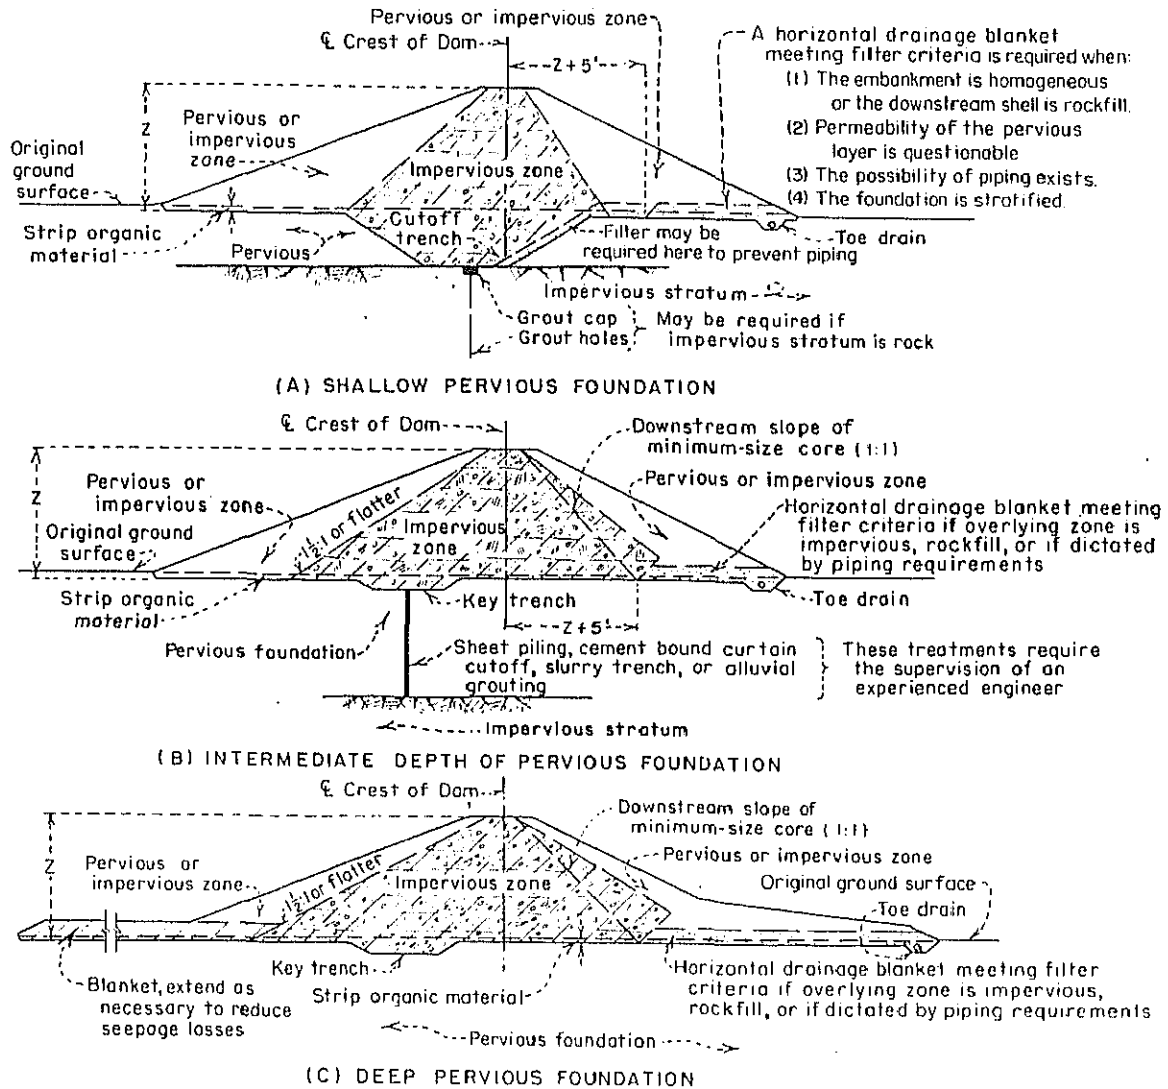 Pervious or impervious zone
℄ Crest of Dam
Z + 5'
A horizontal drainage blanket
meeting filter criteria is required when:
(1) The embankment is homogeneous
or the downstream shell is rockfill.
(2) Permeability of the pervious
layer is questionable
(3) The possibility of piping exists.
(4) The foundation is stratified.
Z
Pervious or
impervious
zone
Original
ground
surface
Impervious zone
Strip organic
material
Pervious
Cutoff
trench
Filter may be
required here to prevent piping
Toe drain
Impervious stratum
Grout cap
Grout holes
May be required if
impervious stratum is rock
(A) SHALLOW PERVIOUS FOUNDATION
℄ Crest of Dam
Downstream slope of
minimum-size core (1:1)
Z
Pervious or
impervious zone
Pervious or impervious zone
1½:1 or flatter
Impervious
zone
Horizontal drainage blanket meeting
filter criteria if overlying zone is
impervious, rockfill, or if dictated
by piping requirements
Original ground
surface
Strip organic
material
Key trench
Toe drain
Z + 5'
Pervious foundation
Sheet piling, cement bound curtain
cutoff, slurry trench, or alluvial
grouting
These treatments require
the supervision of an
experienced engineer
Impervious stratum
(B) INTERMEDIATE DEPTH OF PERVIOUS FOUNDATION
℄ Crest of Dam
Downstream slope of
minimum-size core (1:1)
Z
Pervious or
impervious zone
1½:1 or flatter
Impervious zone
Pervious or impervious zone
Original ground surface
Toe drain
Key trench
Strip organic material
Blanket, extend as
necessary to reduce
seepage losses
Horizontal drainage blanket meeting filter
criteria if overlying zone is impervious,
rockfill, or if dictated by piping requirements
Pervious foundation
(C) DEEP PERVIOUS FOUNDATION